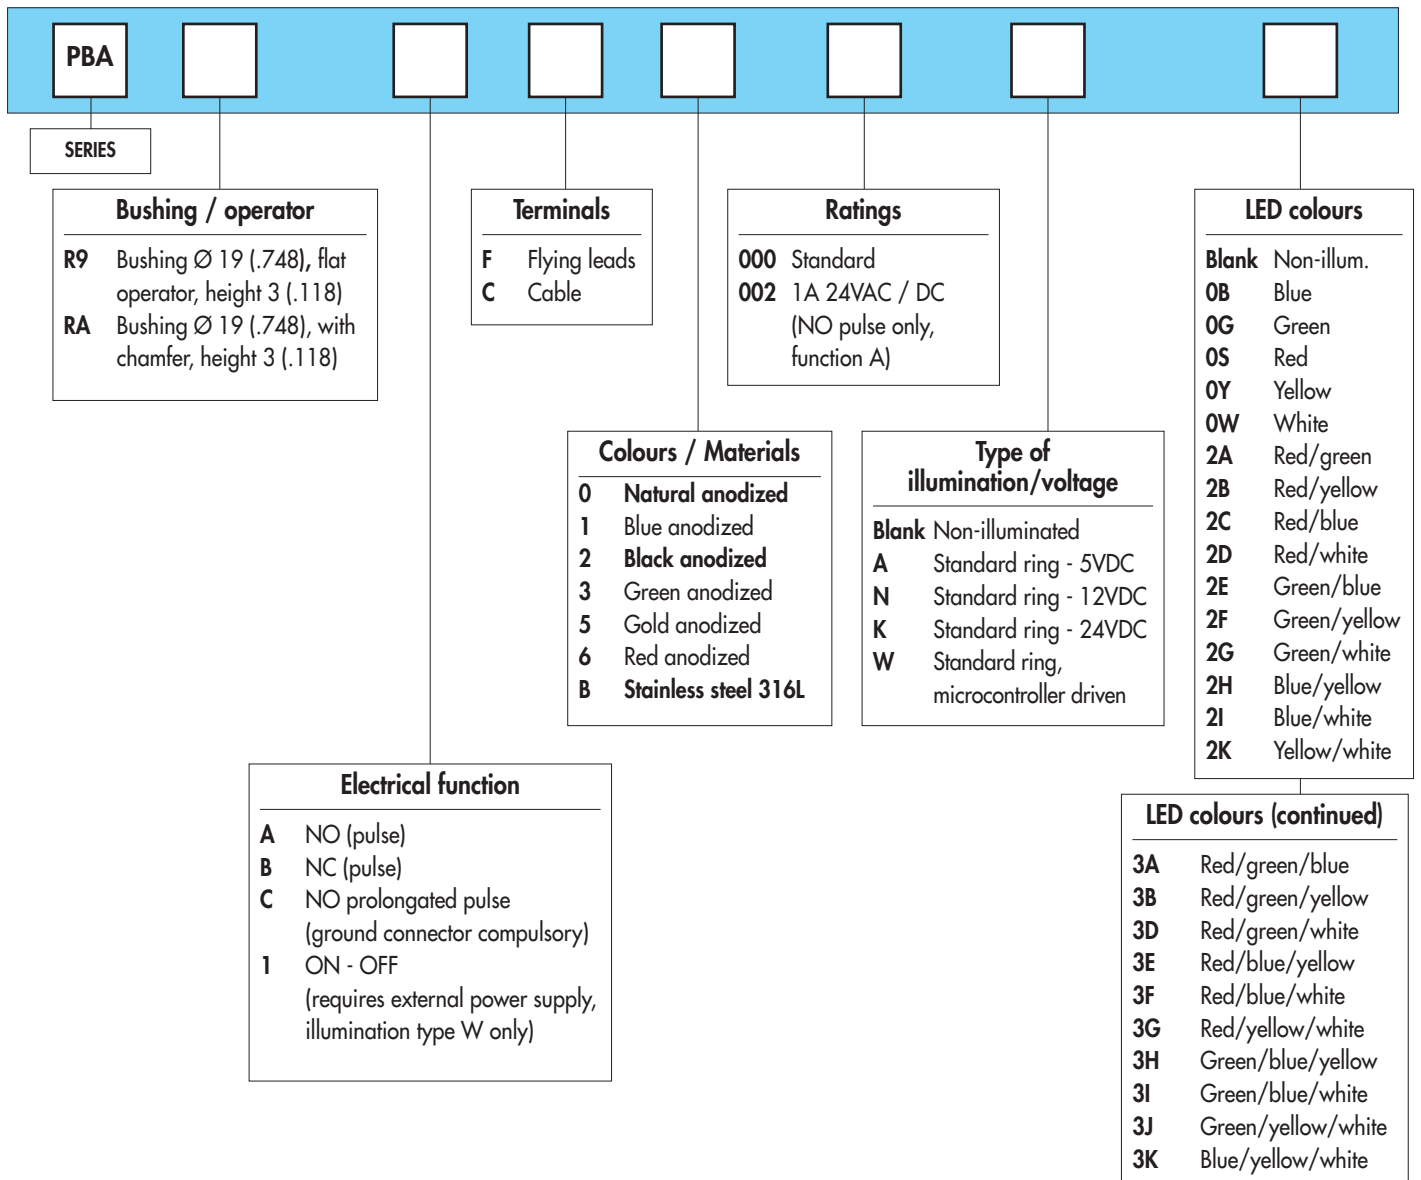 PBA
SERIES
Bushing / operator
R9 Bushing Ø 19 (.748), flat
operator, height 3 (.118)
RA Bushing Ø 19 (.748), with
chamfer, height 3 (.118)
Terminals
F Flying leads
C Cable
Ratings
000 Standard
002 1A 24VAC / DC
(NO pulse only,
function A)
LED colours
Blank Non-illum.
0B Blue
0G Green
0S Red
0Y Yellow
0W White
2A Red/green
2B Red/yellow
2C Red/blue
2D Red/white
2E Green/blue
2F Green/yellow
2G Green/white
2H Blue/yellow
2I Blue/white
2K Yellow/white
Colours / Materials
0 Natural anodized
1 Blue anodized
2 Black anodized
3 Green anodized
5 Gold anodized
6 Red anodized
B Stainless steel 316L
Type of
illumination/voltage
Blank Non-illuminated
A Standard ring - 5VDC
N Standard ring - 12VDC
K Standard ring - 24VDC
W Standard ring,
microcontroller driven
Electrical function
A NO (pulse)
B NC (pulse)
C NO prolongated pulse
(ground connector compulsory)
1 ON - OFF
(requires external power supply,
illumination type W only)
LED colours (continued)
3A Red/green/blue
3B Red/green/yellow
3D Red/green/white
3E Red/blue/yellow
3F Red/blue/white
3G Red/yellow/white
3H Green/blue/yellow
3I Green/blue/white
3J Green/yellow/white
3K Blue/yellow/white